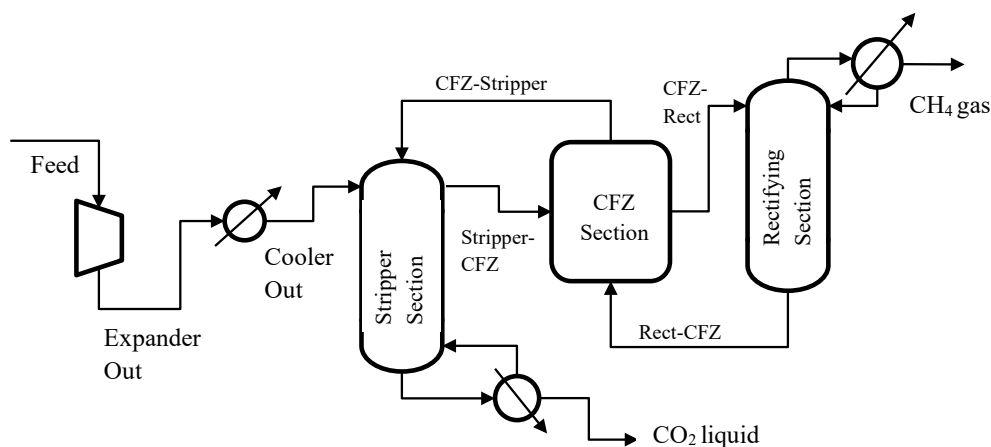 CFZ-Stripper
CFZ-
Rect
CH₄ gas
Feed
CFZ
Section
Rectifying
Section
Stripper-
CFZ
Cooler
Out
Stripper
Section
Expander
Out
Rect-CFZ
CO₂ liquid